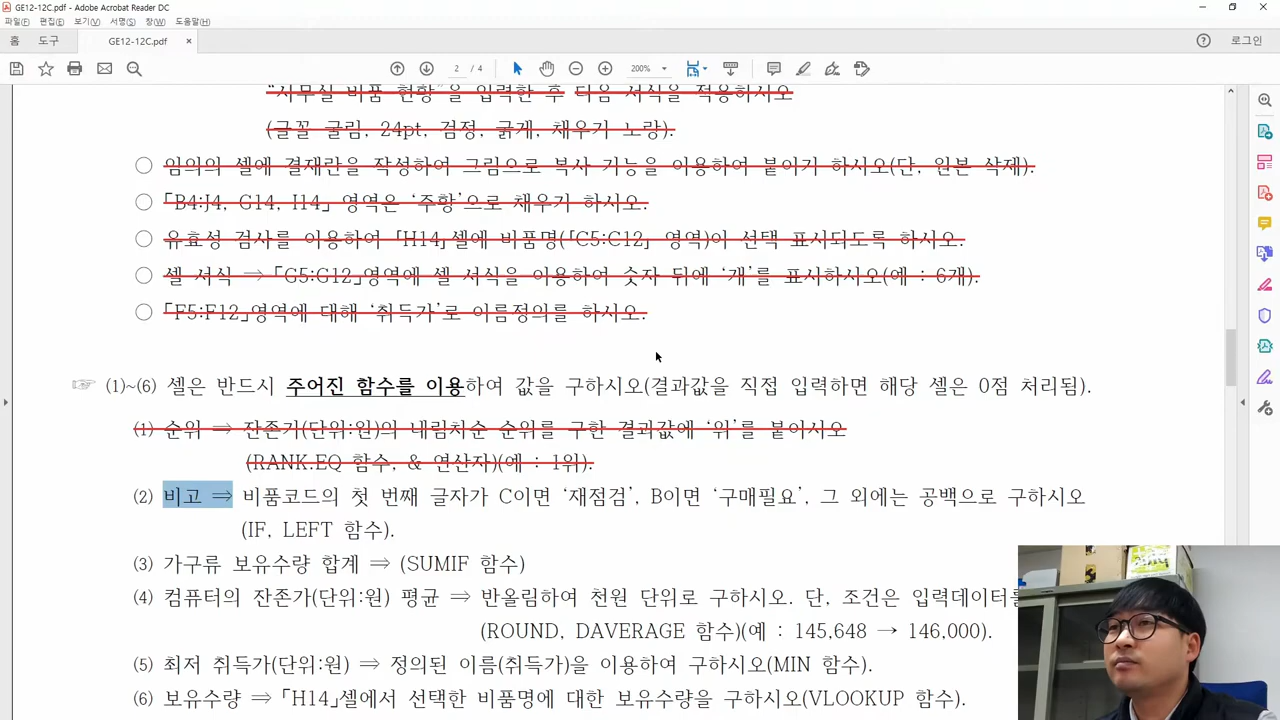 GE12-12C.pdf - Adobe Acrobat Reader DC
파일(F) 편집(E) 보기(V) 서명(S) 창(W) 도움말(H)
홈 도구 GE12-12C.pdf × 로그인
2 / 4 200%
“사무실 비품 현황”을 입력한 후 다음 서식을 적용하시오
(글꼴 굴림, 24pt, 검정, 굵게, 채우기 노랑).
○ 임의의 셀에 결재란을 작성하여 그림으로 복사 기능을 이용하여 붙이기 하시오(단, 원본 삭제).
○ 「B4:J4, G14, I14」 영역은 ‘주황’으로 채우기 하시오.
○ 유효성 검사를 이용하여 「H14」셀에 비품명(「C5:C12」 영역)이 선택 표시되도록 하시오.
○ 셀 서식 ⇒ 「G5:G12」영역에 셀 서식을 이용하여 숫자 뒤에 ‘개’를 표시하시오(예 : 6개).
○ 「F5:F12」영역에 대해 ‘취득가’로 이름정의를 하시오.
☞ (1)~(6) 셀은 반드시 주어진 함수를 이용하여 값을 구하시오(결과값을 직접 입력하면 해당 셀은 0점 처리됨).
(1) 순위 ⇒ 잔존가(단위:원)의 내림차순 순위를 구한 결과값에 ‘위’를 붙이시오
(RANK.EQ 함수, & 연산자)(예 : 1위).
(2) 비고 ⇒ 비품코드의 첫 번째 글자가 C이면 ‘재점검’, B이면 ‘구매필요’, 그 외에는 공백으로 구하시오
(IF, LEFT 함수).
(3) 가구류 보유수량 합계 ⇒ (SUMIF 함수)
(4) 컴퓨터의 잔존가(단위:원) 평균 ⇒ 반올림하여 천원 단위로 구하시오. 단, 조건은 입력데이터를
(ROUND, DAVERAGE 함수)(예 : 145,648 → 146,000).
(5) 최저 취득가(단위:원) ⇒ 정의된 이름(취득가)을 이용하여 구하시오(MIN 함수).
(6) 보유수량 ⇒ 「H14」셀에서 선택한 비품명에 대한 보유수량을 구하시오(VLOOKUP 함수).